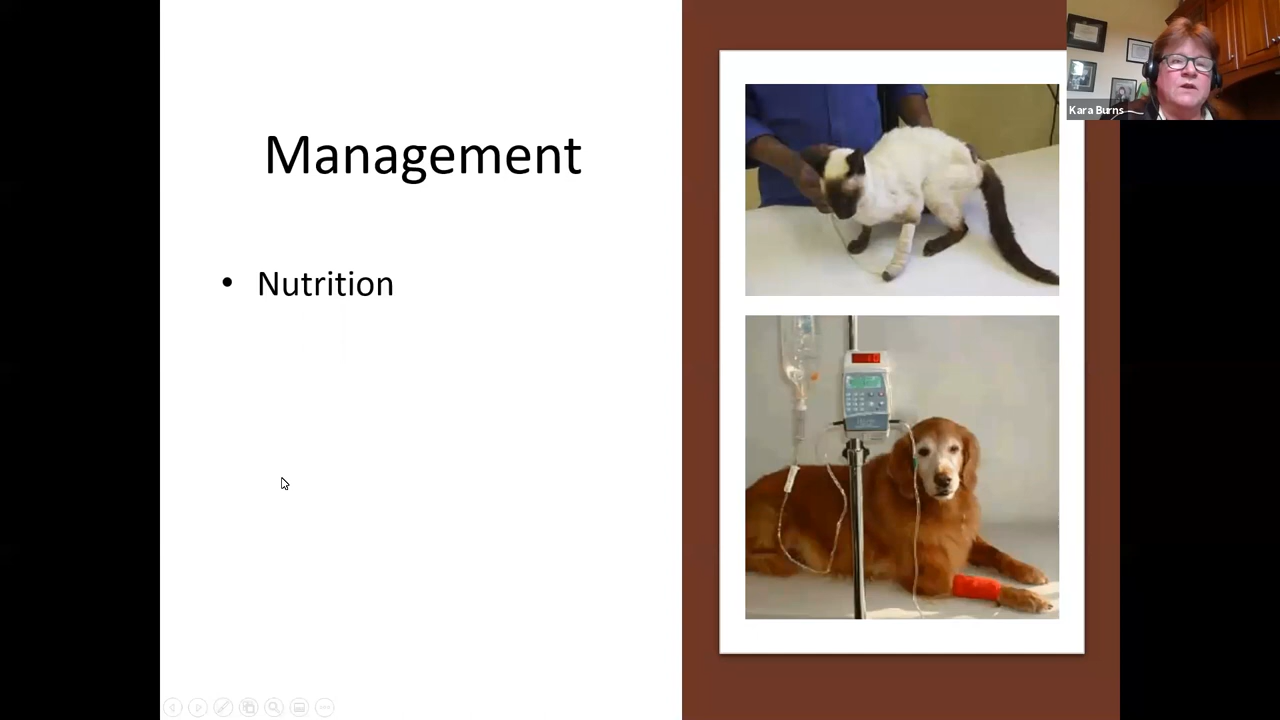 Management
• Nutrition
Kara Burns